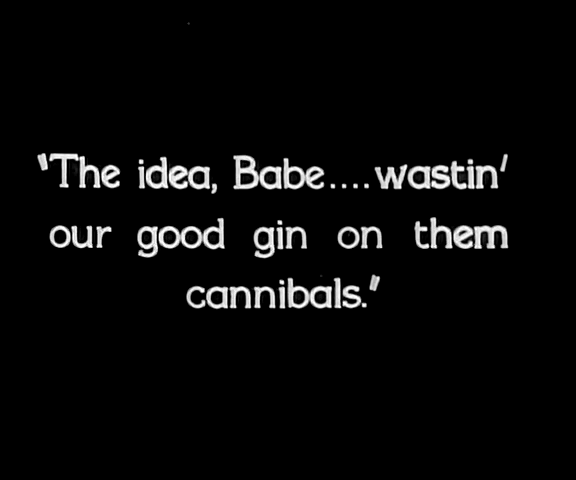 "The idea, Babe....wastin'
our good gin on them
cannibals."